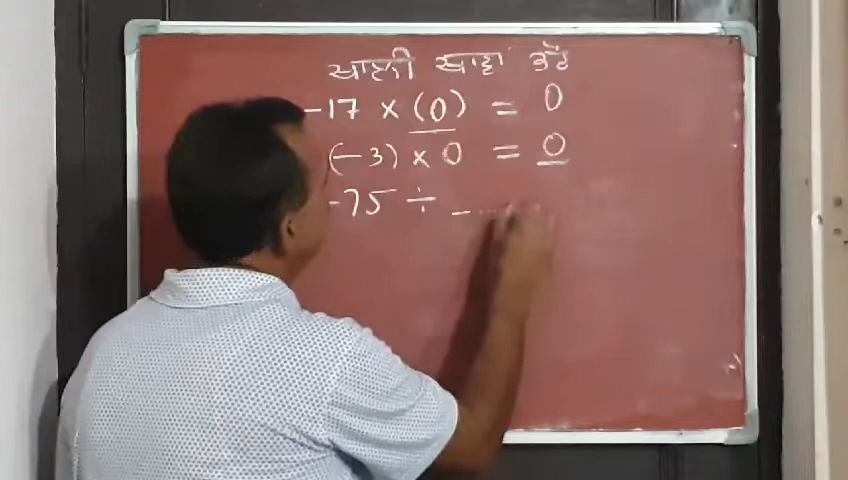 ਖਾਲੀ ਥਾਂਵਾਂ ਭਰੋ
-17 × (0) = 0
(-3) × 0 = 0
-75 ÷ _